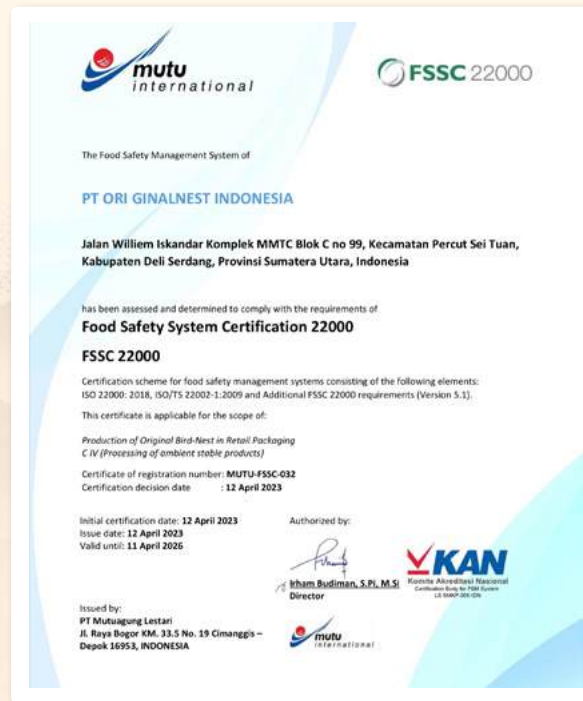 mutu
international
FSSC 22000
The Food Safety Management System of
PT ORI GINALNEST INDONESIA
Jalan Williem Iskandar Komplek MMTC Blok C no 99, Kecamatan Percut Sei Tuan,
Kabupaten Deli Serdang, Provinsi Sumatera Utara, Indonesia
has been assessed and determined to comply with the requirements of
Food Safety System Certification 22000
FSSC 22000
Certification scheme for food safety management systems consisting of the following elements:
ISO 22000: 2018, ISO/TS 22002-1:2009 and Additional FSSC 22000 requirements (Version 5.1).
This certificate is applicable for the scope of:
Production of Original Bird-Nest in Retail Packaging
C IV (Processing of ambient stable products)
Certificate of registration number: MUTU-FSSC-032
Certification decision date : 12 April 2023
Initial certification date: 12 April 2023
Issue date: 12 April 2023
Valid until: 11 April 2026
Authorized by:
Irham Budiman, S.Pi, M.Si
Director
KAN
Komite Akreditasi Nasional
Certification Body for FSM System
Issued by:
PT Mutuagung Lestari
Jl. Raya Bogor KM. 33.5 No. 19 Cimanggis –
Depok 16953, INDONESIA
mutu
international